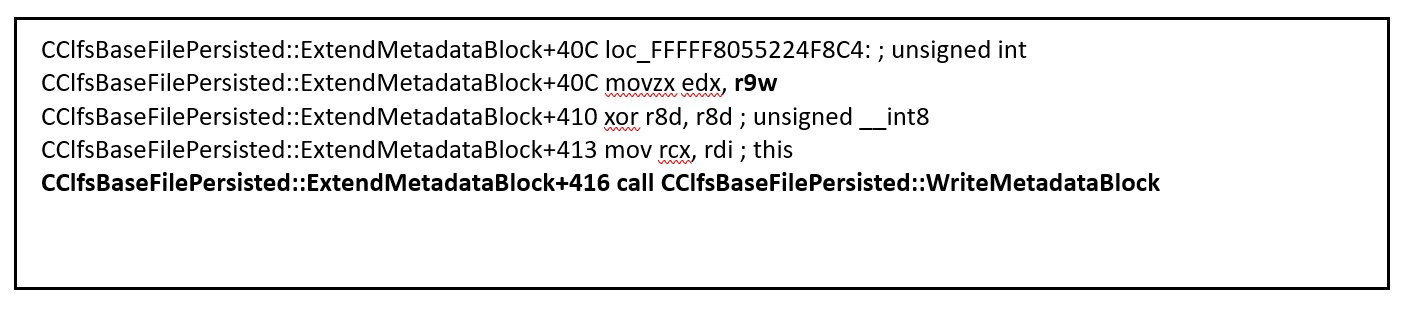 CClfsBaseFilePersisted::ExtendMetadataBlock+40C loc_FFFFF8055224F8C4: ; unsigned int
CClfsBaseFilePersisted::ExtendMetadataBlock+40C movzx edx, r9w
CClfsBaseFilePersisted::ExtendMetadataBlock+410 xor r8d, r8d ; unsigned __int8
CClfsBaseFilePersisted::ExtendMetadataBlock+413 mov rcx, rdi ; this
CClfsBaseFilePersisted::ExtendMetadataBlock+416 call CClfsBaseFilePersisted::WriteMetadataBlock